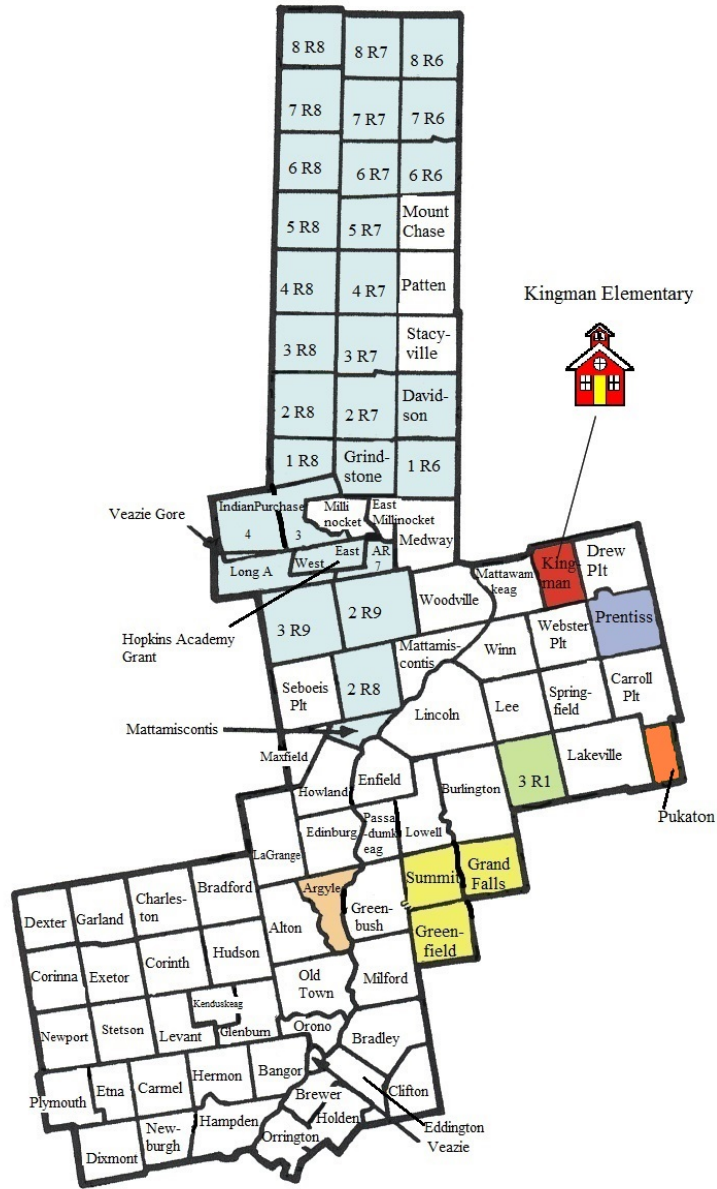 8 R8
8 R7
8 R6
7 R8
7 R7
7 R6
6 R8
6 R7
6 R6
5 R8
5 R7
Mount
Chase
4 R8
4 R7
Patten
Kingman Elementary
3 R8
3 R7
Stacy-
ville
2 R8
2 R7
David-
son
1 R8
Grind-
stone
1 R6
Veazie Gore
IndianPurchase
4
3
Milli
nocket
East
Millinocket
Medway
Long A
West
East
AR
7
Hopkins Academy
Grant
3 R9
2 R9
Woodville
Mattawam
keag
King-
man
Drew
Plt
Prentiss
Webster
Plt
Winn
Mattamis-
contis
Seboeis
Plt
2 R8
Lincoln
Lee
Spring-
field
Carroll
Plt
Mattamiscontis
Maxfield
Howland
Enfield
Burlington
3 R1
Lakeville
Pukaton
LaGrange
Edinburg
Passa
-dumk
eag
Lowell
Summit
Grand
Falls
Argyle
Green-
bush
Green-
field
Alton
Dexter
Garland
Charles-
ton
Bradford
Corinna
Exetor
Corinth
Hudson
Old
Town
Milford
Newport
Stetson
Levant
Kenduskeag
Glenburn
Orono
Bradley
Plymouth
Etna
Carmel
Hermon
Bangor
Clifton
Brewer
Holden
Eddington
Veazie
Dixmont
New-
burgh
Hampden
Orrington